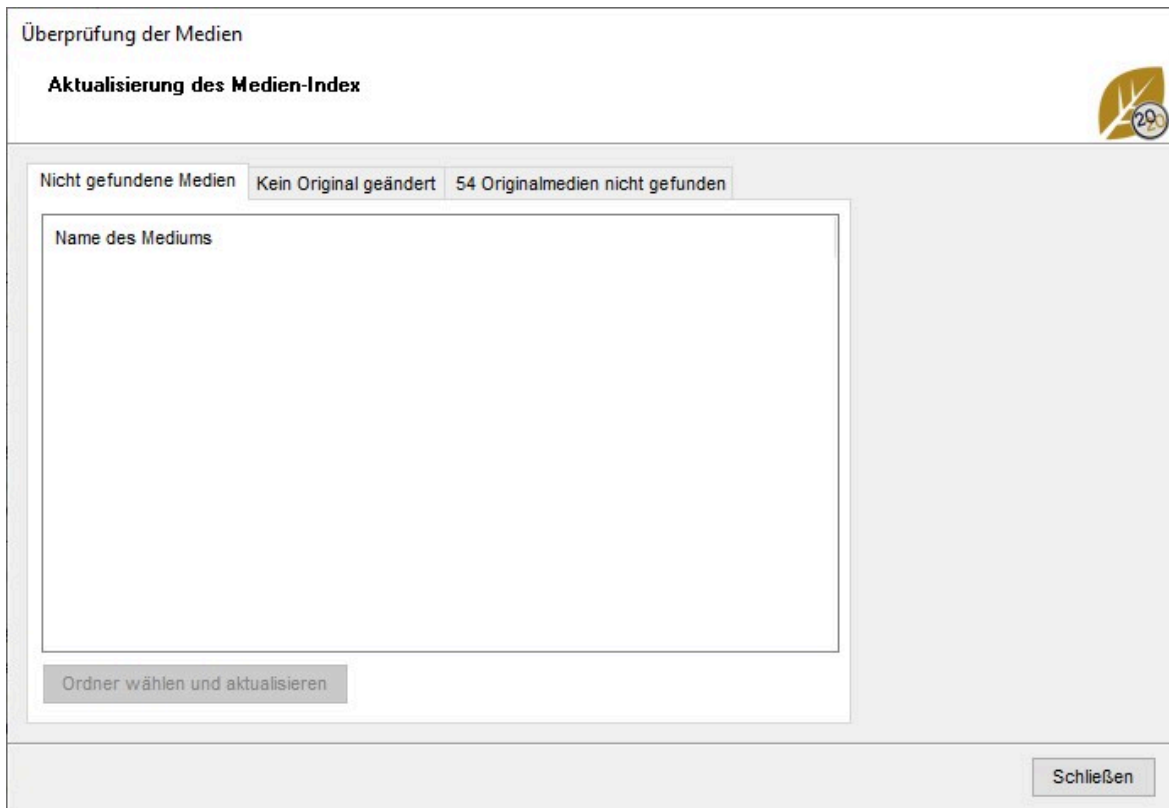 Überprüfung der Medien
Aktualisierung des Medien-Index
2020
Nicht gefundene Medien
Kein Original geändert
54 Originalmedien nicht gefunden
Name des Mediums
Ordner wählen und aktualisieren
Schließen